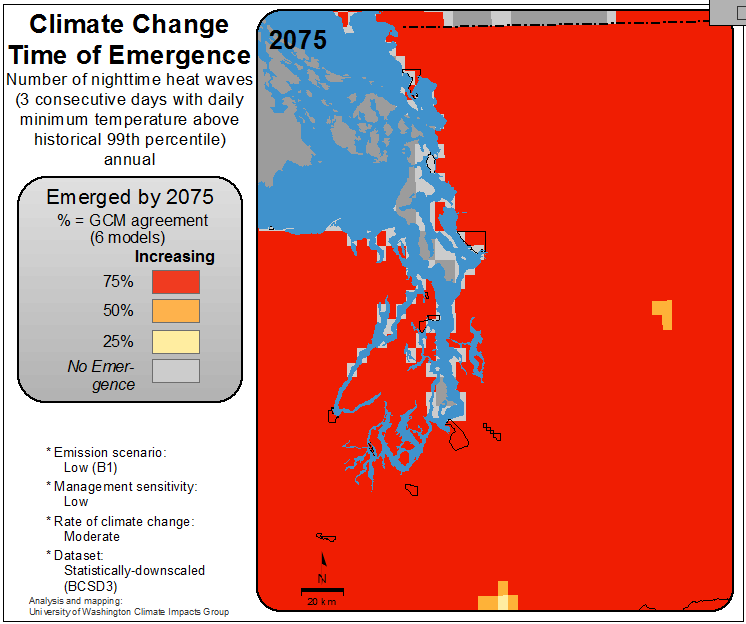 Climate Change
Time of Emergence
Number of nighttime heat waves
(3 consecutive days with daily
minimum temperature above
historical 99th percentile)
annual
Emerged by 2075
% = GCM agreement
(6 models)
Increasing
75%
50%
25%
No Emer-
gence
* Emission scenario:
Low (B1)
* Management sensitivity:
Low
* Rate of climate change:
Moderate
* Dataset:
Statistically-downscaled
(BCSD3)
Analysis and mapping:
University of Washington Climate Impacts Group
2075
N
20 km